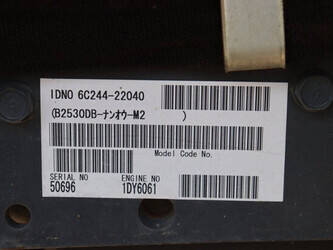 IDNO 6C244-22040
(B2530DB-ナンオウ-M2 )
Model Code No.
SERIAL NO ENGINE NO
50696 1DY6061